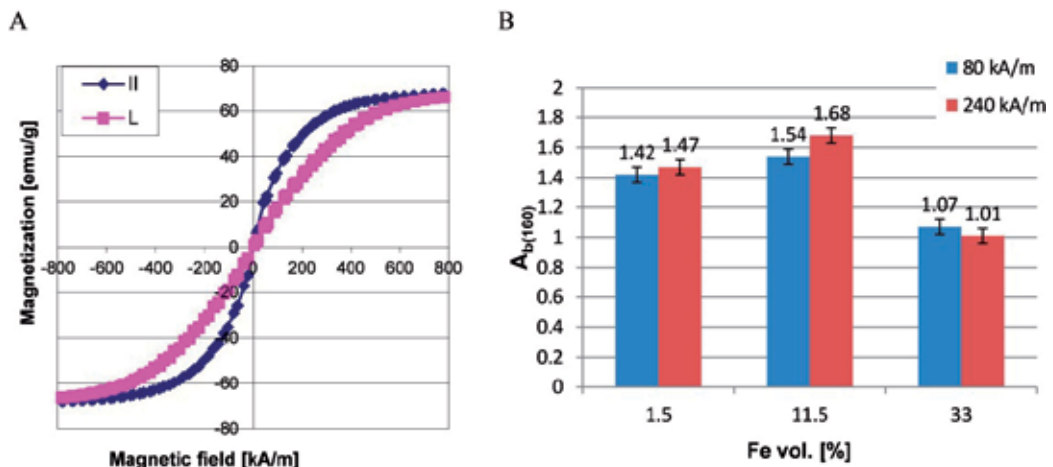 A
II
L
Magnetization [emu/g]
80
60
40
20
0
-20
-40
-60
-80
-800 -600 -400 -200 0 200 400 600 800
Magnetic field [kA/m]
B
80 kA/m
240 kA/m
A_b(160)
2
1.8
1.6
1.4
1.2
1
0.8
0.6
0.4
0.2
0
1.42 1.47
1.54 1.68
1.07 1.01
1.5 11.5 33
Fe vol. [%]